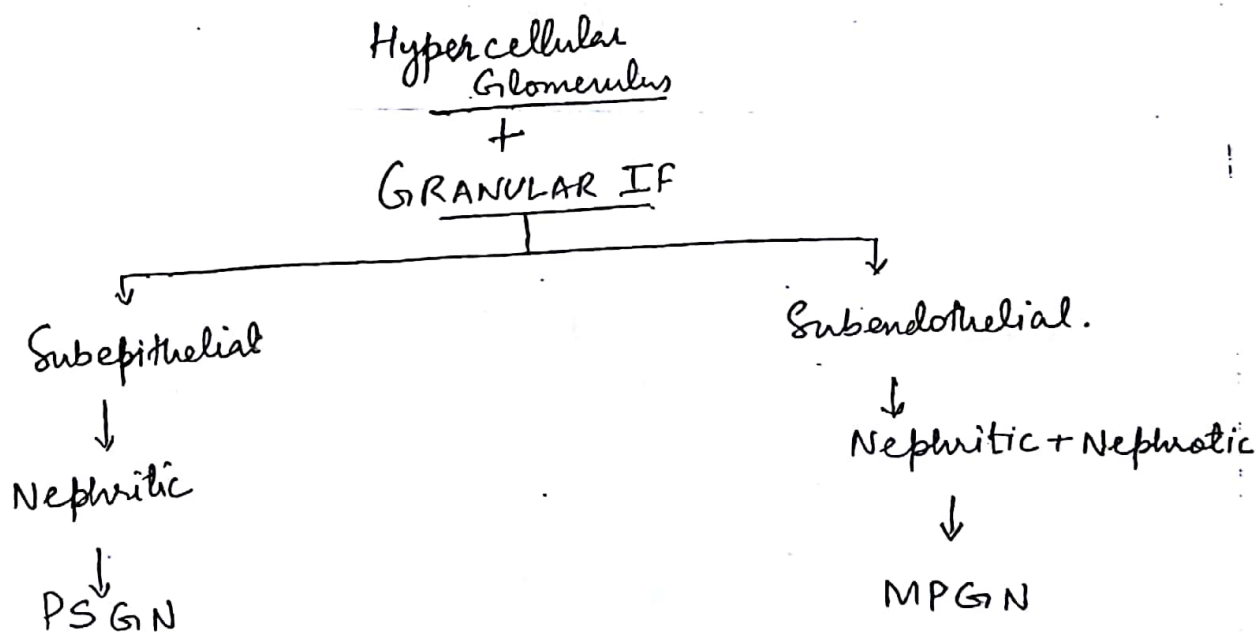 Hypercellular
Glomerulus
+
GRANULAR IF
Subepithelial
Subendothelial.
Nephritic
Nephritic + Nephrotic
PSGN
MPGN